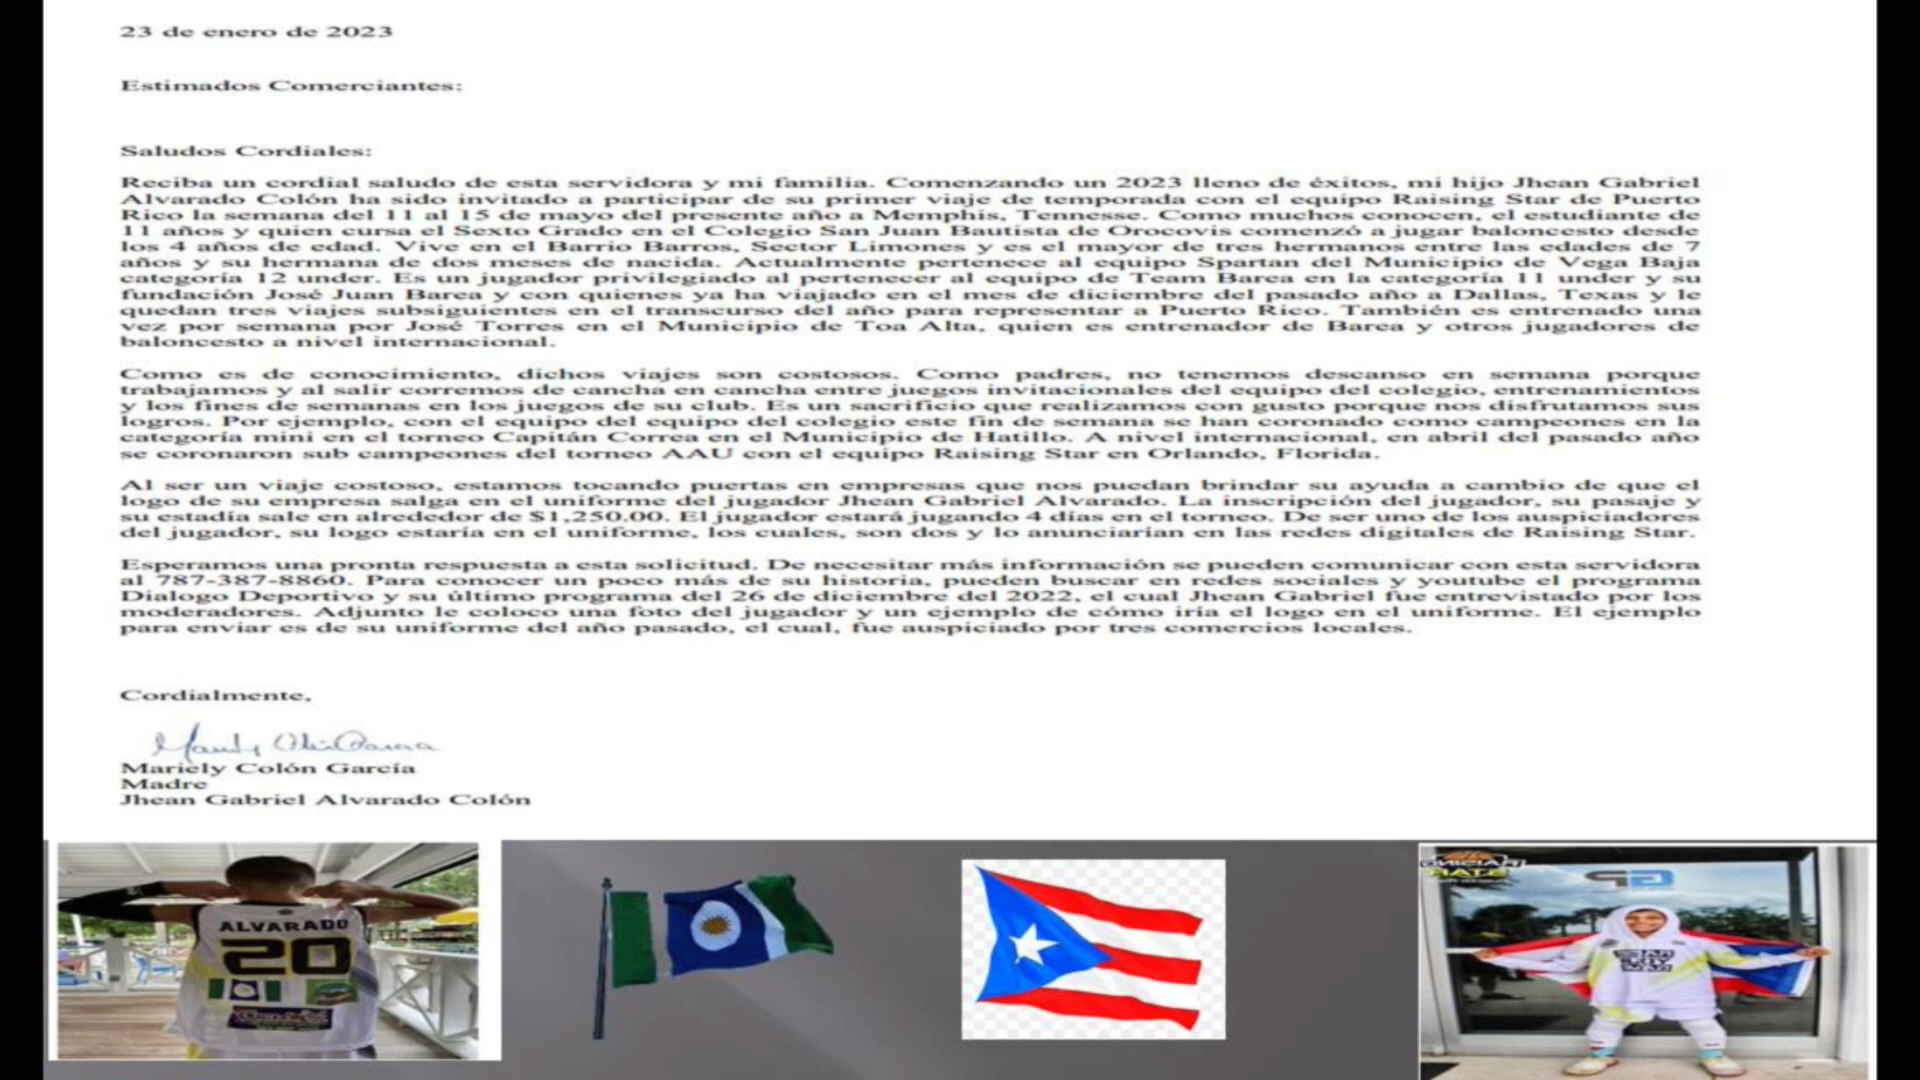 23 de enero de 2023
Estimados Comerciantes:
Saludos Cordiales:
Reciba un cordial saludo de esta servidora y mi familia. Comenzando un 2023 lleno de éxitos, mi hijo Jhean Gabriel
Alvarado Colón ha sido invitado a participar de su primer viaje de temporada con el equipo Raising Star de Puerto
Rico la semana del 11 al 15 de mayo del presente año a Memphis, Tennesse. Como muchos conocen, el estudiante de
11 años y quien cursa el Sexto Grado en el Colegio San Juan Bautista de Orocovis comenzó a jugar baloncesto desde
los 4 años de edad. Vive en el Barrio Barros, Sector Limones y es el mayor de tres hermanos entre las edades de 7
años y su hermana de dos meses de nacida. Actualmente pertenece al equipo Spartan del Municipio de Vega Baja
categoría 12 under. Es un jugador privilegiado al pertenecer al equipo de Team Barea en la categoría 11 under y su
fundación José Juan Barea y con quienes ya ha viajado en el mes de diciembre del pasado año a Dallas, Texas y le
quedan tres viajes subsiguientes en el transcurso del año para representar a Puerto Rico. También es entrenado una
vez por semana por José Torres en el Municipio de Toa Alta, quien es entrenador de Barea y otros jugadores de
baloncesto a nivel internacional.
Como es de conocimiento, dichos viajes son costosos. Como padres, no tenemos descanso en semana porque
trabajamos y al salir corremos de cancha en cancha entre juegos invitacionales del equipo del colegio, entrenamientos
y los fines de semanas en los juegos de su club. Es un sacrificio que realizamos con gusto porque nos disfrutamos sus
logros. Por ejemplo, con el equipo del equipo del colegio este fin de semana se han coronado como campeones en la
categoría mini en el torneo Capitán Correa en el Municipio de Hatillo. A nivel internacional, en abril del pasado año
se coronaron sub campeones del torneo AAU con el equipo Raising Star en Orlando, Florida.
Al ser un viaje costoso, estamos tocando puertas en empresas que nos puedan brindar su ayuda a cambio de que el
logo de su empresa salga en el uniforme del jugador Jhean Gabriel Alvarado. La inscripción del jugador, su pasaje y
su estadía sale en alrededor de $1,250.00. El jugador estará jugando 4 días en el torneo. De ser uno de los auspiciadores
del jugador, su logo estaría en el uniforme, los cuales, son dos y lo anunciarían en las redes digitales de Raising Star.
Esperamos una pronta respuesta a esta solicitud. De necesitar más información se pueden comunicar con esta servidora
al 787-387-8860. Para conocer un poco más de su historia, pueden buscar en redes sociales y youtube el programa
Dialogo Deportivo y su último programa del 26 de diciembre del 2022, el cual Jhean Gabriel fue entrevistado por los
moderadores. Adjunto le coloco una foto del jugador y un ejemplo de cómo iría el logo en el uniforme. El ejemplo
para enviar es de su uniforme del año pasado, el cual, fue auspiciado por tres comercios locales.
Cordialmente,
Mariely Colón García
Madre
Jhean Gabriel Alvarado Colón
ALVARADO
20